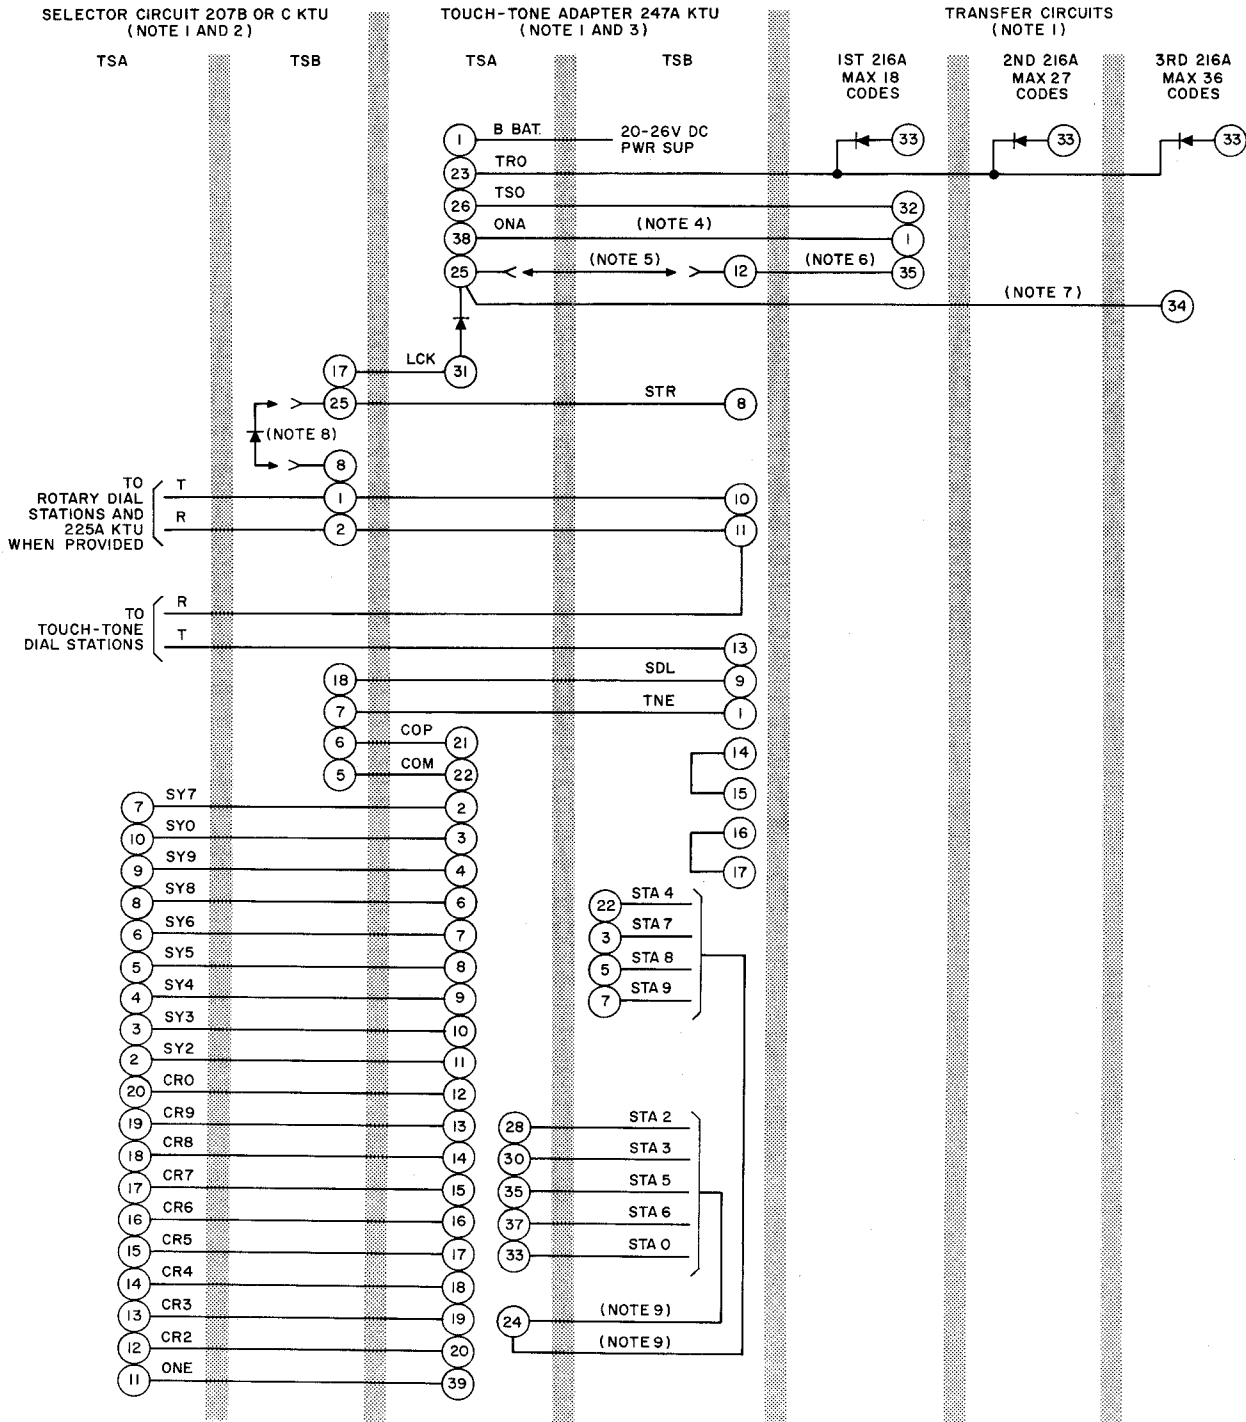 SELECTOR CIRCUIT 207B OR C KTU
(NOTE 1 AND 2)
TOUCH-TONE ADAPTER 247A KTU
(NOTE 1 AND 3)
TRANSFER CIRCUITS
(NOTE 1)
TSA
TSB
TSA
TSB
1ST 216A
MAX 18
CODES
2ND 216A
MAX 27
CODES
3RD 216A
MAX 36
CODES
1 B BAT. 20-26V DC
PWR SUP
33 33 33
23 TRO
26 TSO 32
38 ONA (NOTE 4) 1
25 (NOTE 5) 12 (NOTE 6) 35
(NOTE 7) 34
17 LCK 31
25 STR 8
(NOTE 8)
8
TO
ROTARY DIAL
STATIONS AND
225A KTU
WHEN PROVIDED
T 1 10
R 2 11
TO
TOUCH-TONE
DIAL STATIONS
R
T 13
18 SDL 9
7 TNE 1
6 COP 21
5 COM 22
14
15
16
17
7 SY7 2
10 SY0 3
9 SY9 4
8 SY8 6
6 SY6 7
5 SY5 8
4 SY4 9
3 SY3 10
2 SY2 11
20 CRO 12
19 CR9 13
18 CR8 14
17 CR7 15
16 CR6 16
15 CR5 17
14 CR4 18
13 CR3 19
12 CR2 20
11 ONE 39
22 STA 4
3 STA 7
5 STA 8
7 STA 9
28 STA 2
30 STA 3
35 STA 5
37 STA 6
33 STA 0
24 (NOTE 9)
(NOTE 9)